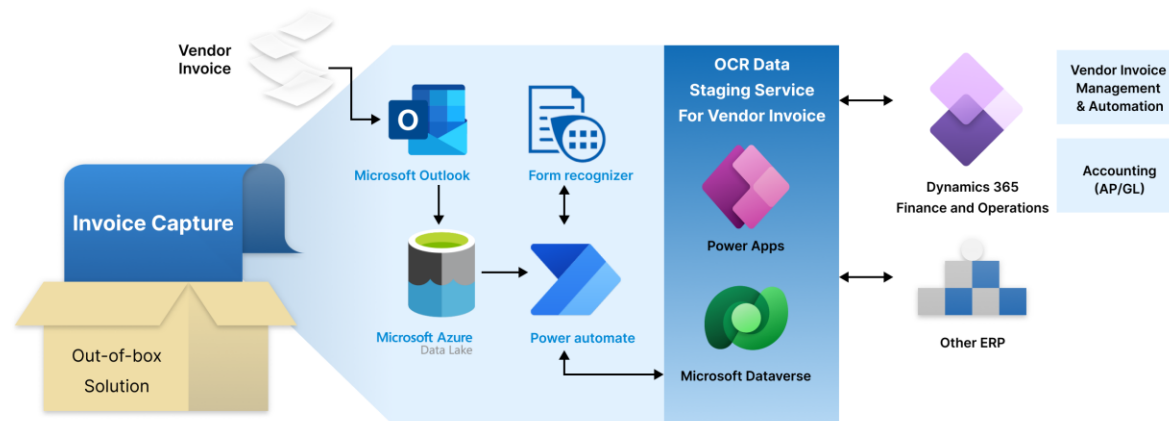 Vendor
Invoice
Invoice Capture
Out-of-box
Solution
O
Microsoft Outlook
Form recognizer
Microsoft Azure
Data Lake
Power automate
OCR Data
Staging Service
For Vendor Invoice
Power Apps
Microsoft Dataverse
Dynamics 365
Finance and Operations
Other ERP
Vendor Invoice
Management
& Automation
Accounting
(AP/GL)